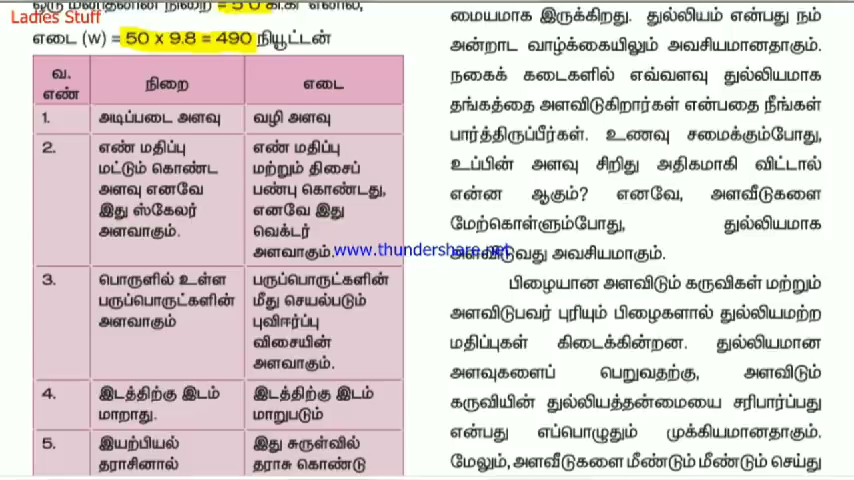 ஒரு மனிதனின் நிறை = 50 கி.கி எனில்,
Ladies Stuff
எடை (w) = 50 x 9.8 = 490 நியூட்டன்
வ. எண் நிறை எடை
1. அடிப்படை அளவு வழி அளவு
2. எண் மதிப்பு எண் மதிப்பு
மட்டும் கொண்ட மற்றும் திசைப்
அளவு எனவே பண்பு கொண்டது,
இது ஸ்கேலர் எனவே இது
அளவாகும். வெக்டர்
அளவாகும்.
www.thundershare.net
3. பொருளில் உள்ள பருப்பொருட்களின்
பருப்பொருட்களின் மீது செயல்படும்
அளவாகும் புவிஈர்ப்பு
விசையின்
அளவாகும்.
4. இடத்திற்கு இடம் இடத்திற்கு இடம்
மாறாது. மாறுபடும்
5. இயற்பியல் இது சுருள்வில்
தராசினால் தராசு கொண்டு
மையமாக இருக்கிறது. துல்லியம் என்பது நம்
அன்றாட வாழ்க்கையிலும் அவசியமானதாகும்.
நகைக் கடைகளில் எவ்வளவு துல்லியமாக
தங்கத்தை அளவிடுகிறார்கள் என்பதை நீங்கள்
பார்த்திருப்பீர்கள். உணவு சமைக்கும்போது,
உப்பின் அளவு சிறிது அதிகமாகி விட்டால்
என்ன ஆகும்? எனவே, அளவீடுகளை
மேற்கொள்ளும்போது, துல்லியமாக
அளவிடுவது அவசியமாகும்.
பிழையான அளவிடும் கருவிகள் மற்றும்
அளவிடுபவர் புரியும் பிழைகளால் துல்லியமற்ற
மதிப்புகள் கிடைக்கின்றன. துல்லியமான
அளவுகளைப் பெறுவதற்கு, அளவிடும்
கருவியின் துல்லியத்தன்மையை சரிபார்ப்பது
என்பது எப்பொழுதும் முக்கியமானதாகும்.
மேலும், அளவீடுகளை மீண்டும் மீண்டும் செய்து